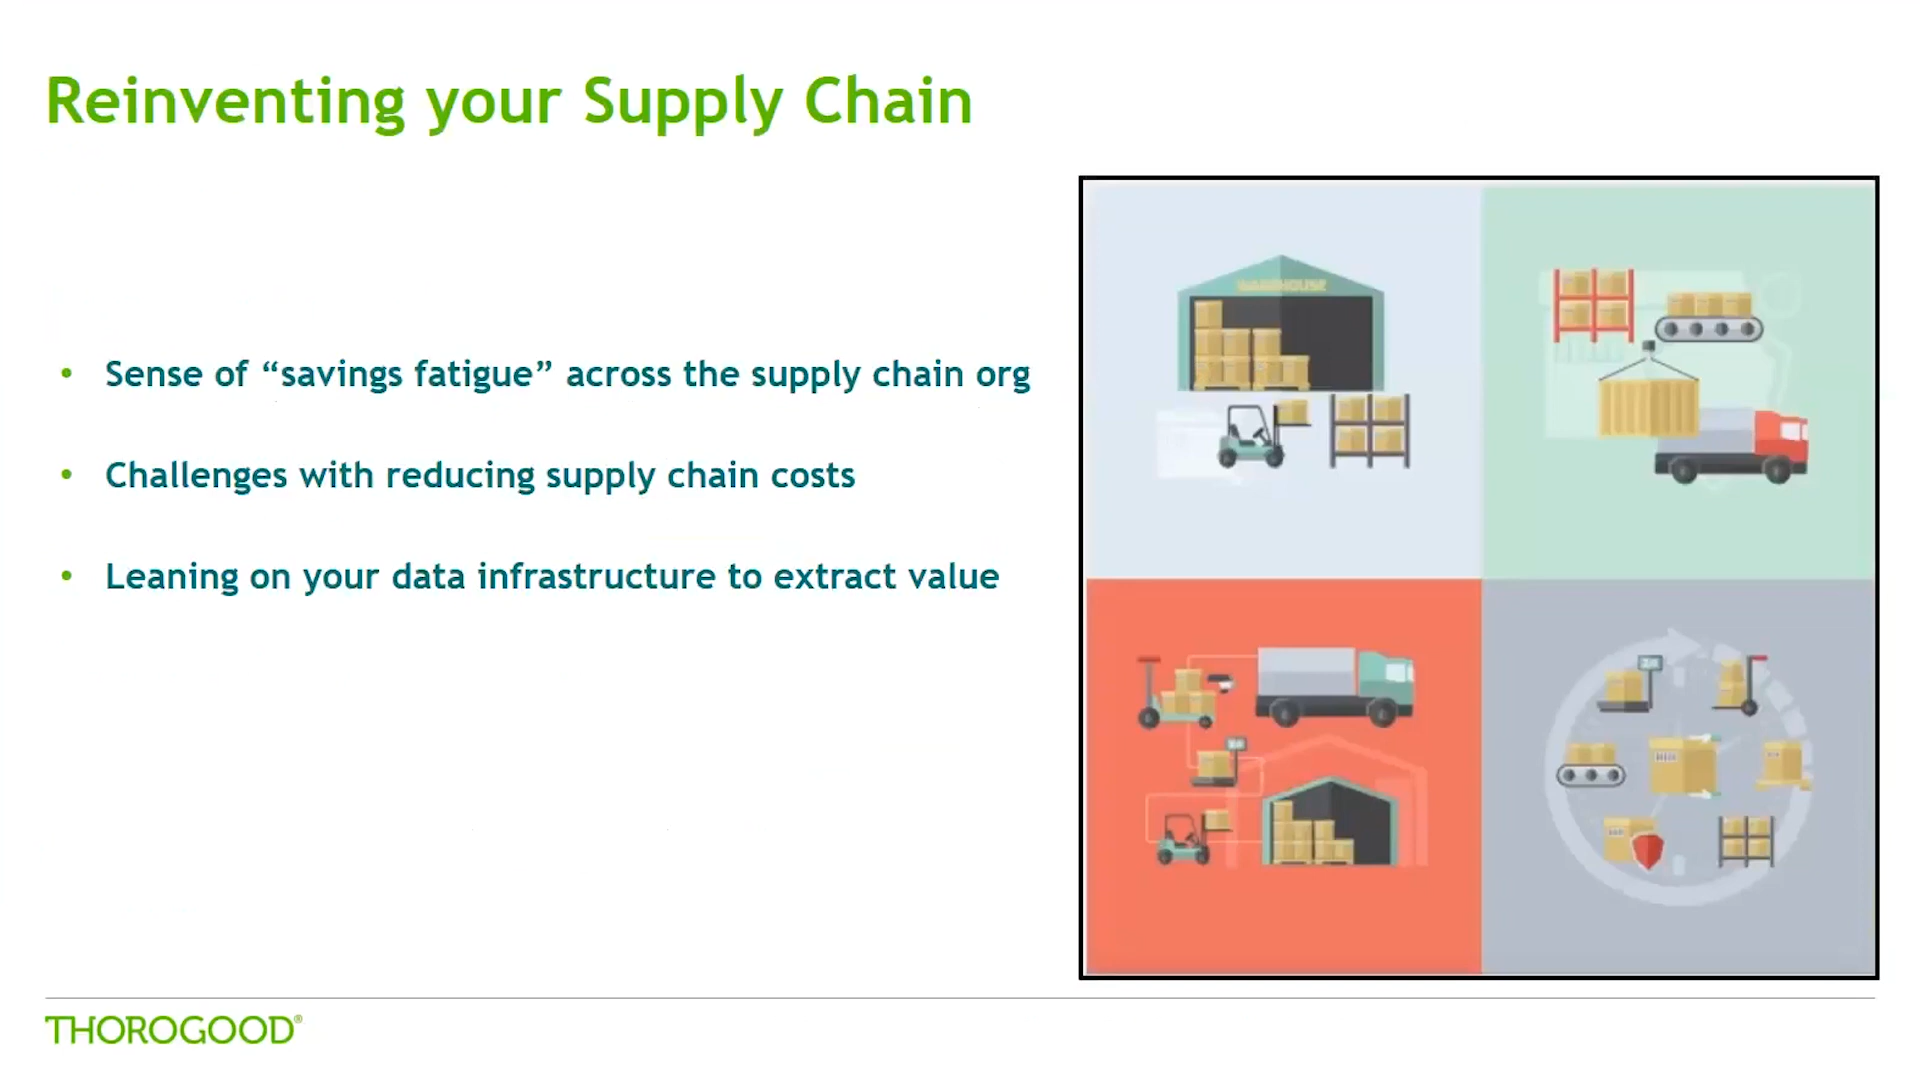 Reinventing your Supply Chain
• Sense of “savings fatigue” across the supply chain org
• Challenges with reducing supply chain costs
• Leaning on your data infrastructure to extract value
WAREHOUSE
THOROGOOD®